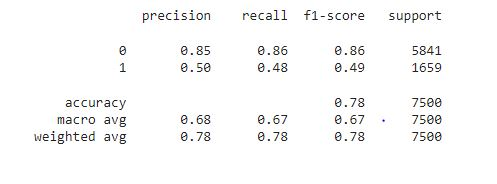 precision recall f1-score support
0 0.85 0.86 0.86 5841
1 0.50 0.48 0.49 1659
accuracy 0.78 7500
macro avg 0.68 0.67 0.67 7500
weighted avg 0.78 0.78 0.78 7500